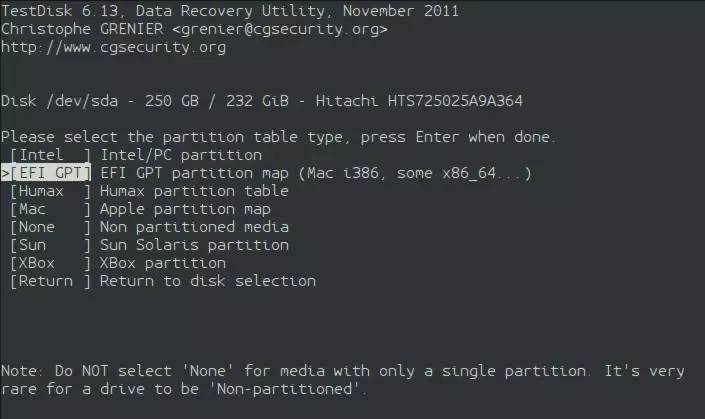 TestDisk 6.13, Data Recovery Utility, November 2011
Christophe GRENIER <grenier@cgsecurity.org>
http://www.cgsecurity.org
Disk /dev/sda - 250 GB / 232 GiB - Hitachi HTS725025A9A364
Please select the partition table type, press Enter when done.
[Intel  ] Intel/PC partition
>[EFI GPT] EFI GPT partition map (Mac i386, some x86_64...)
[Humax  ] Humax partition table
[Mac    ] Apple partition map
[None   ] Non partitioned media
[Sun    ] Sun Solaris partition
[XBox   ] XBox partition
[Return ] Return to disk selection
Note: Do NOT select 'None' for media with only a single partition. It's very
rare for a drive to be 'Non-partitioned'.